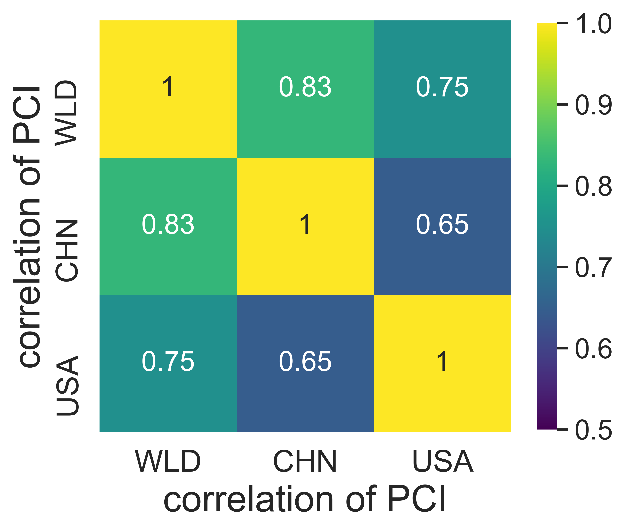 correlation of PCI
WLD
1
0.83
0.75
CHN
0.83
1
0.65
USA
0.75
0.65
1
WLD CHN USA
correlation of PCI
1.0
0.9
0.8
0.7
0.6
0.5